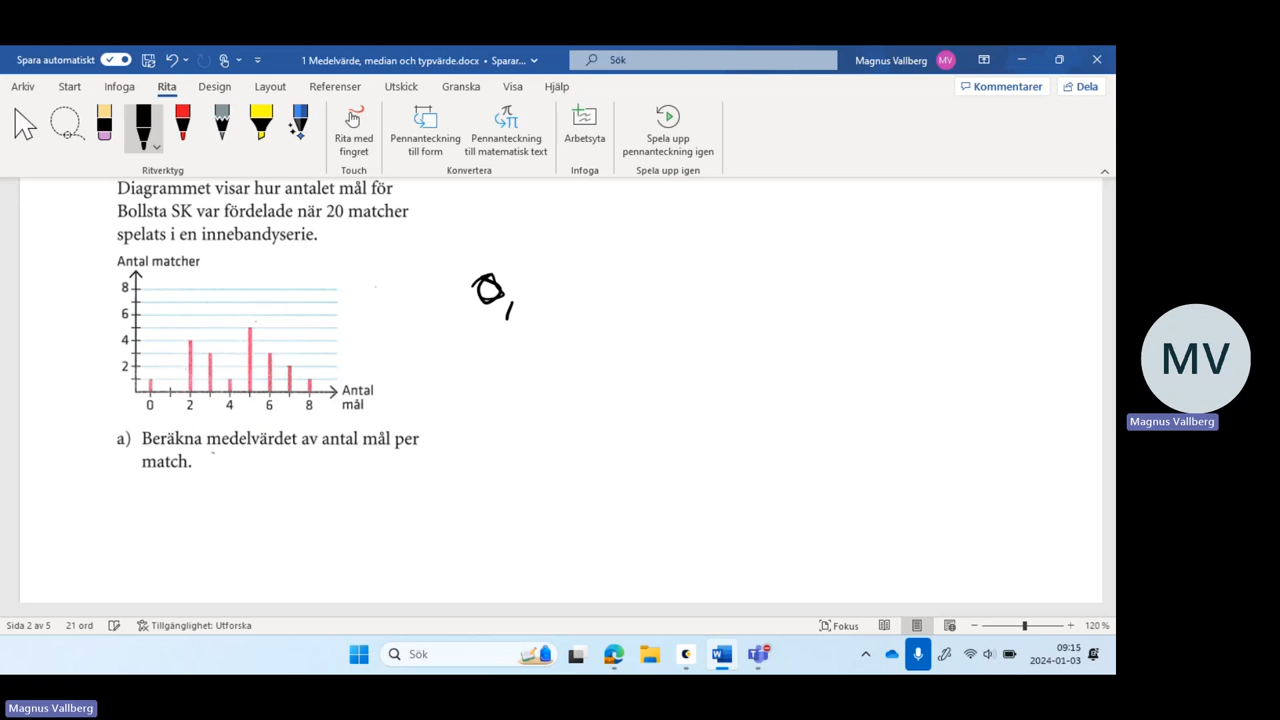 Spara automatiskt
1 Medelvärde, median och typvärde.docx • Sparar...
Sök
Magnus Vallberg
MV
Arkiv Start Infoga Rita Design Layout Referenser Utskick Granska Visa Hjälp
Kommentarer
Dela
Rita med fingret
Pennanteckning till form
Pennanteckning till matematisk text
Arbetsyta
Spela upp pennanteckning igen
Ritverktyg
Touch
Konvertera
Infoga
Spela upp igen
Diagrammet visar hur antalet mål för
Bollsta SK var fördelade när 20 matcher
spelats i en innebandyserie.
Antal matcher
8
6
4
2
0 2 4 6 8
Antal
mål
0,
a) Beräkna medelvärdet av antal mål per
match.
MV
Magnus Vallberg
Sida 2 av 5
21 ord
Tillgänglighet: Utforska
Fokus
120 %
Sök
09:15
2024-01-03
Magnus Vallberg